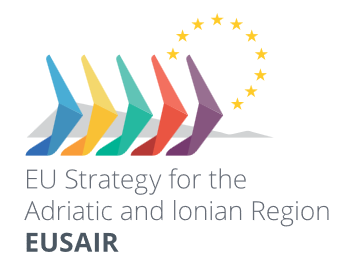 EU Strategy for the
Adriatic and Ionian Region
EUSAIR